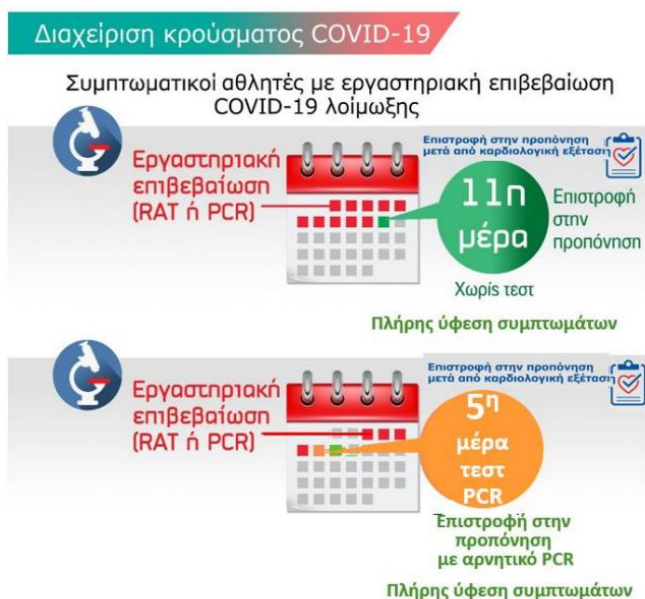 Διαχείριση κρούσματος COVID-19
Συμπτωματικοί αθλητές με εργαστηριακή επιβεβαίωση
COVID-19 λοίμωξης
Εργαστηριακή
επιβεβαίωση
(RAT ή PCR)
Επιστροφή στην προπόνηση
μετά από καρδιολογική εξέταση
11η
μέρα
Επιστροφή
στην
προπόνηση
Χωρίς τεστ
Πλήρης ύφεση συμπτωμάτων
Εργαστηριακή
επιβεβαίωση
(RAT ή PCR)
Επιστροφή στην προπόνηση
μετά από καρδιολογική εξέταση
5η
μέρα
τεστ
PCR
Επιστροφή στην
προπόνηση
με αρνητικό PCR
Πλήρης ύφεση συμπτωμάτων